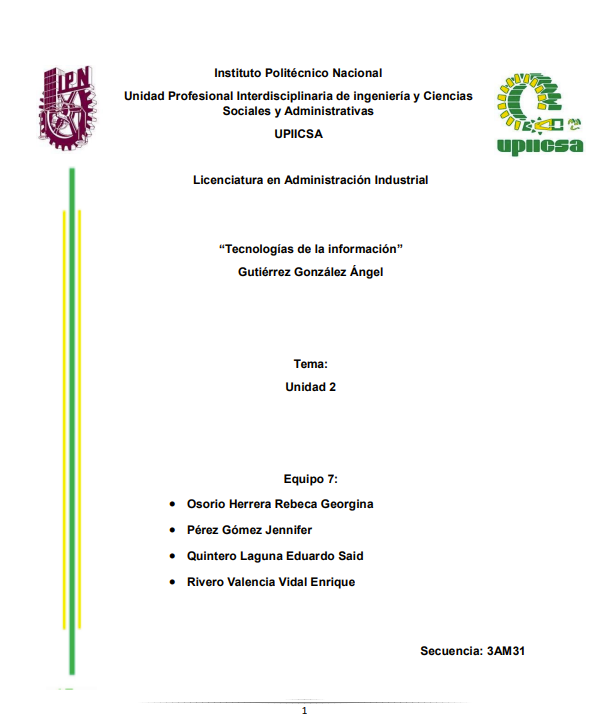 I.P.N
Instituto Politécnico Nacional
Unidad Profesional Interdisciplinaria de ingeniería y Ciencias
Sociales y Administrativas
UPIICSA
upiicsa
Licenciatura en Administración Industrial
“Tecnologías de la información”
Gutiérrez González Ángel
Tema:
Unidad 2
Equipo 7:
• Osorio Herrera Rebeca Georgina
• Pérez Gómez Jennifer
• Quintero Laguna Eduardo Said
• Rivero Valencia Vidal Enrique
Secuencia: 3AM31
1